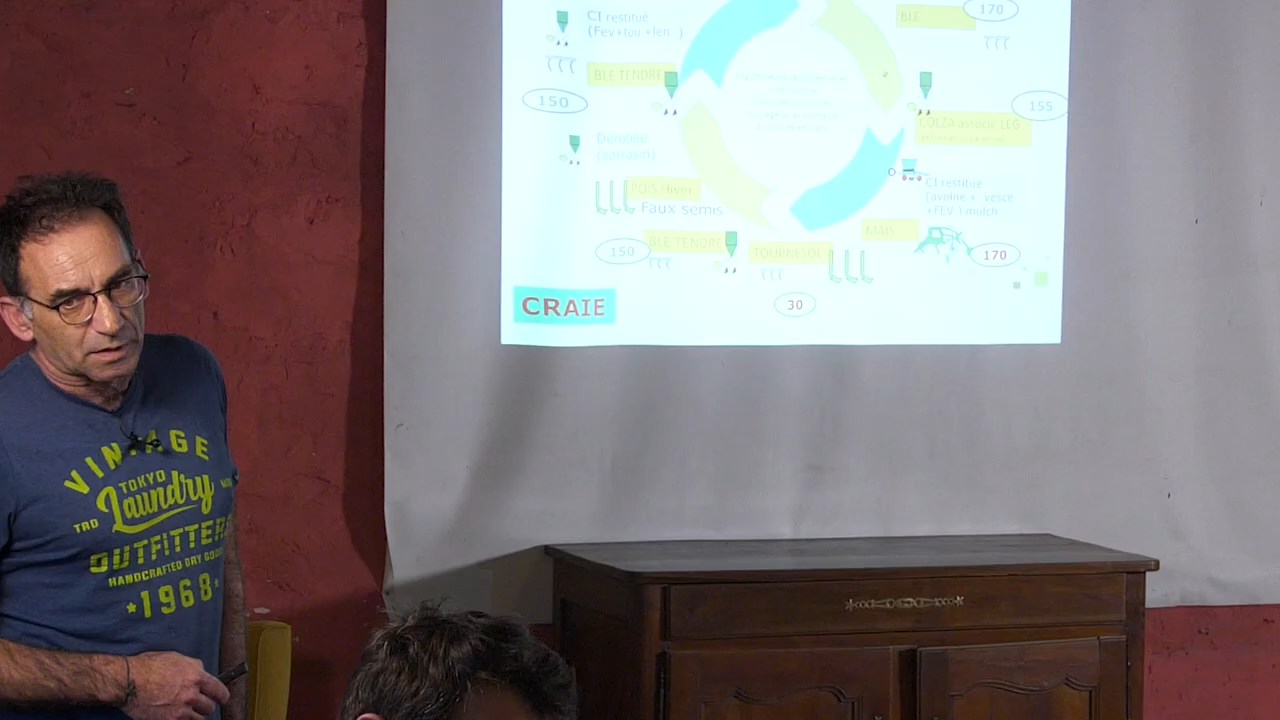 CI restitué
(Fev+tou +len..)
BLE TENDRE
150
Dérobée
(sarrasin)
POIS Hiver
Faux semis
150
BLE TENDRE
TOURNESOL
30
MAIS
170
CI restitué
(avoine + vesce
+FEV ) mulch
COLZA associé LEG
155
BLE
170
CRAIE
VINTAGE
TOKYO
Laundry
TRD
OUTFITTER
HANDCRAFTED DRY GOO
1968